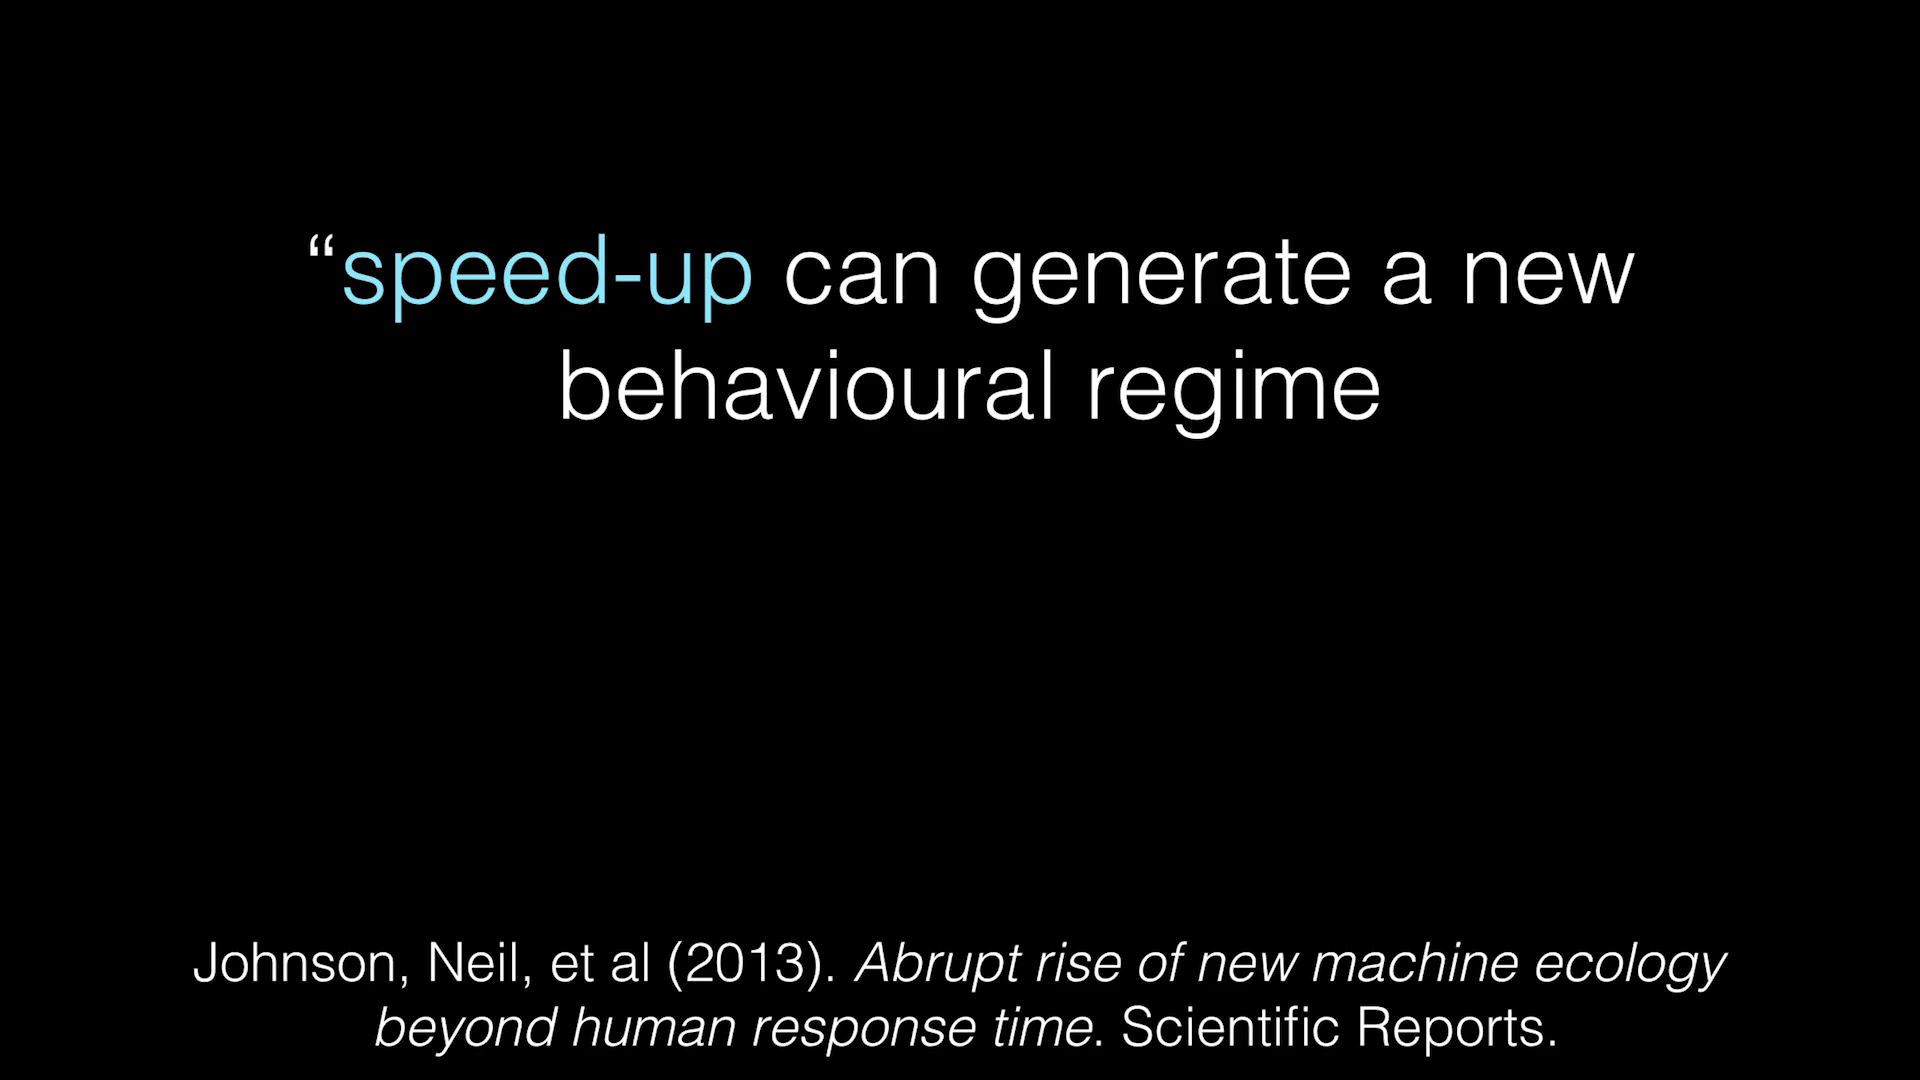 “speed-up can generate a new
behavioural regime
Johnson, Neil, et al (2013). Abrupt rise of new machine ecology
beyond human response time. Scientific Reports.